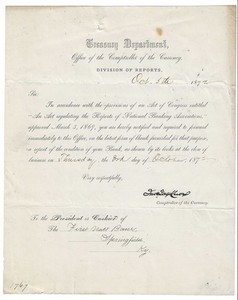 Treasury Department,
Office of the Comptroller of the Currency,
DIVISION OF REPORTS.
Oct. 8th 1872
Sir:
In accordance with the provisions of an Act of Congress entitled
"An Act regulating the Reports of National Banking Associations,"
approved March 3, 1869, you are hereby notified and required to forward
immediately to this Office, on the latest form of blank furnished for that purpose,
a report of the condition of your Bank, as shown by its books at the close of
business on Thursday the 3rd day of October 1872
Very respectfully,
Comptroller of the Currency.
To the President or Cashier of
The First Natl Bank
Springfield
Ky.